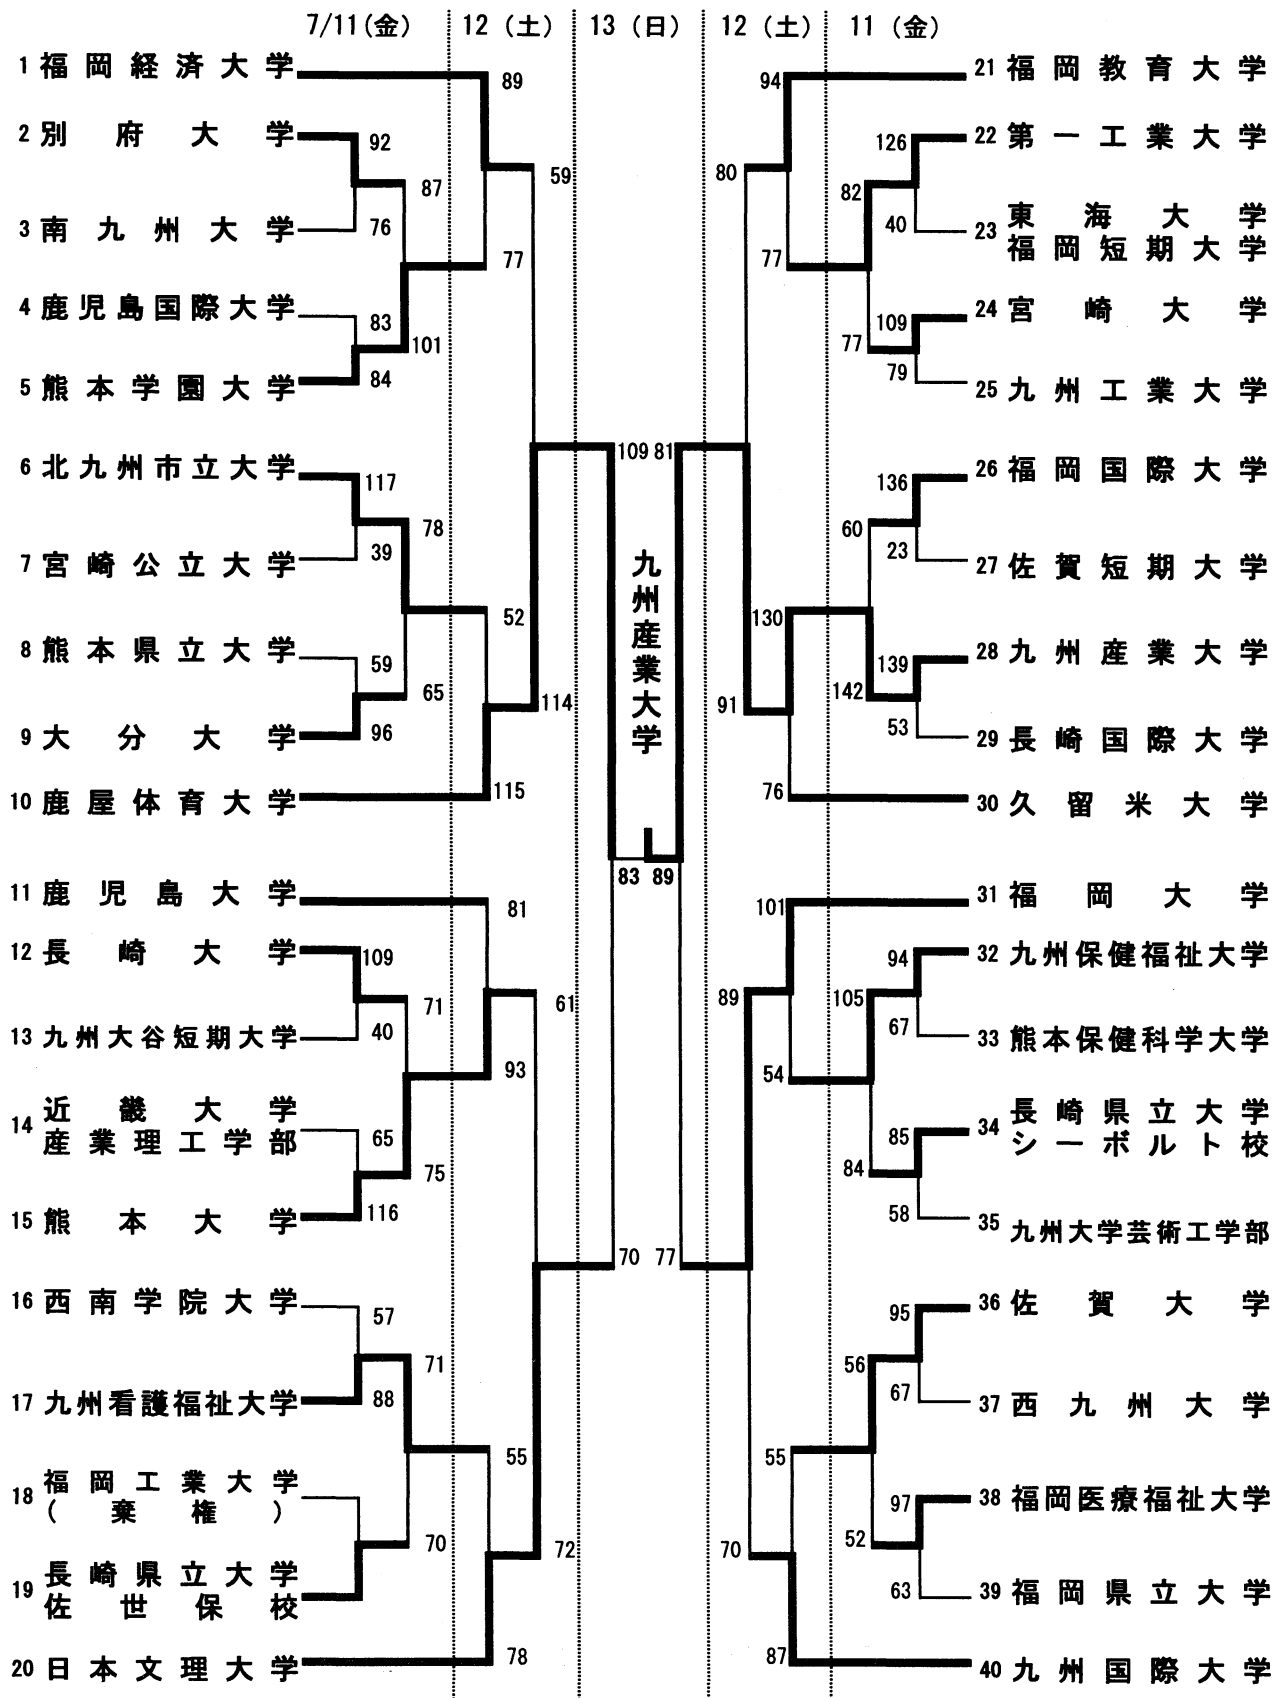 7/11(金) 12(土) 13(日) 12(土) 11(金)
1 福岡経済大学
2 別府大学
3 南九州大学
4 鹿児島国際大学
5 熊本学園大学
6 北九州市立大学
7 宮崎公立大学
8 熊本県立大学
9 大分大学
10 鹿屋体育大学
11 鹿児島大学
12 長崎大学
13 九州大谷短期大学
14 近畿大学
産業理工学部
15 熊本大学
16 西南学院大学
17 九州看護福祉大学
18 福岡工業大学
(棄権)
19 長崎県立大学
佐世保校
20 日本文理大学
92
76
83
84
117
39
59
96
109
40
65
116
57
88
87
101
78
65
71
75
71
70
89
77
52
115
81
93
55
78
59
114
61
72
109 81
九州産業大学
83 89
70 77
80
91
89
70
94
77
130
76
101
54
55
87
82
77
60
142
105
84
56
52
126
40
109
79
136
23
139
53
94
67
85
58
95
67
97
63
21 福岡教育大学
22 第一工業大学
23 東海大学
福岡短期大学
24 宮崎大学
25 九州工業大学
26 福岡国際大学
27 佐賀短期大学
28 九州産業大学
29 長崎国際大学
30 久留米大学
31 福岡大学
32 九州保健福祉大学
33 熊本保健科学大学
34 長崎県立大学
シーボルト校
35 九州大学芸術工学部
36 佐賀大学
37 西九州大学
38 福岡医療福祉大学
39 福岡県立大学
40 九州国際大学